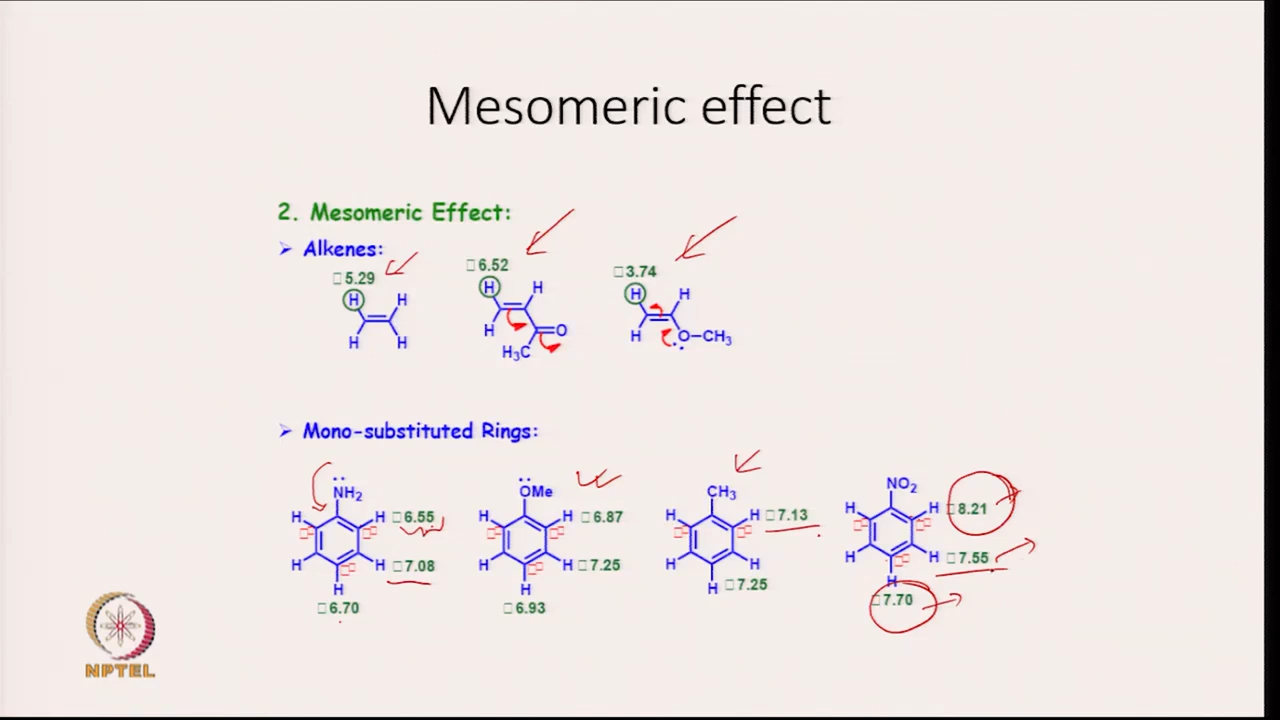 Mesomeric effect
2. Mesomeric Effect:
➢ Alkenes:
□5.29
H H
H H
□6.52
H H
H O
H₃C
□3.74
H H
H O–CH₃
➢ Mono-substituted Rings:
NH₂
H H □6.55
H H □7.08
H
□6.70
OMe
H H □6.87
H H □7.25
H
□6.93
CH₃
H H □7.13
H H
H □7.25
NO₂
H H □8.21
H H □7.55
H
□7.70
NPTEL